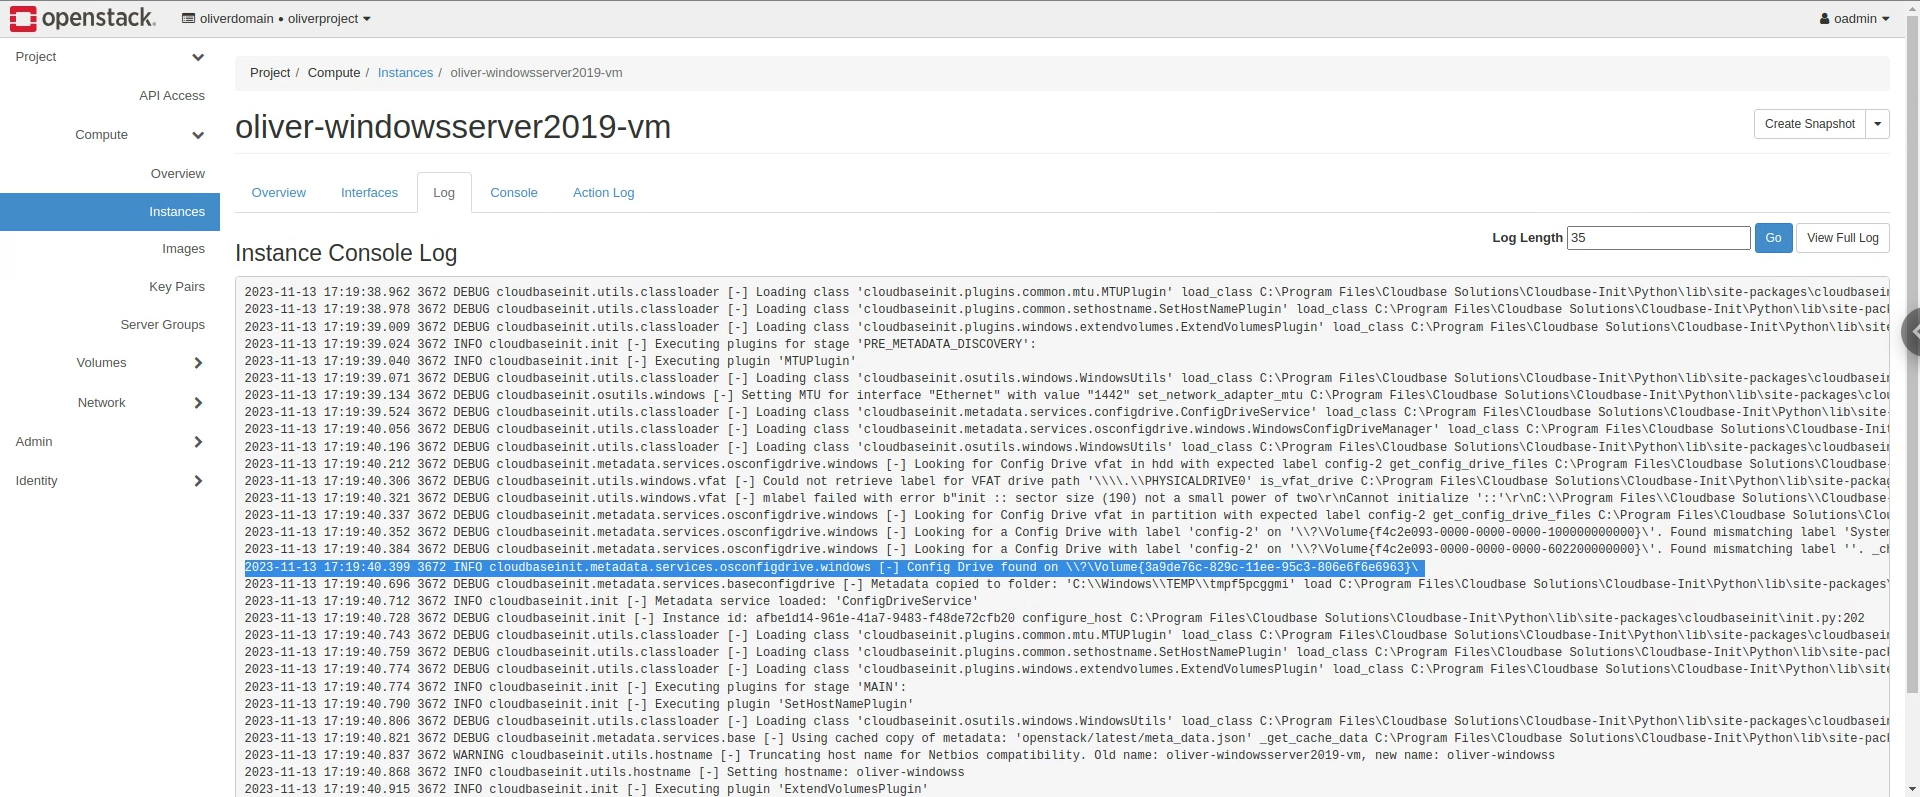 openstack. oliverdomain • oliverproject oadmin
Project
API Access
Compute
Overview
Instances
Images
Key Pairs
Server Groups
Volumes
Network
Admin
Identity
Project / Compute / Instances / oliver-windowsserver2019-vm
oliver-windowsserver2019-vm
Create Snapshot
Overview Interfaces Log Console Action Log
Instance Console Log
Log Length 35 Go View Full Log
2023-11-13 17:19:38.962 3672 DEBUG cloudbaseinit.utils.classloader [-] Loading class 'cloudbaseinit.plugins.common.mtu.MTUPlugin' load_class C:\Program Files\Cloudbase Solutions\Cloudbase-Init\Python\lib\site-packages\cloudbasein
2023-11-13 17:19:38.978 3672 DEBUG cloudbaseinit.utils.classloader [-] Loading class 'cloudbaseinit.plugins.common.sethostname.SetHostNamePlugin' load_class C:\Program Files\Cloudbase Solutions\Cloudbase-Init\Python\lib\site-pack
2023-11-13 17:19:39.009 3672 DEBUG cloudbaseinit.utils.classloader [-] Loading class 'cloudbaseinit.plugins.windows.extendvolumes.ExtendVolumesPlugin' load_class C:\Program Files\Cloudbase Solutions\Cloudbase-Init\Python\lib\site
2023-11-13 17:19:39.024 3672 INFO cloudbaseinit.init [-] Executing plugins for stage 'PRE_METADATA_DISCOVERY':
2023-11-13 17:19:39.040 3672 INFO cloudbaseinit.init [-] Executing plugin 'MTUPlugin'
2023-11-13 17:19:39.071 3672 DEBUG cloudbaseinit.utils.classloader [-] Loading class 'cloudbaseinit.osutils.windows.WindowsUtils' load_class C:\Program Files\Cloudbase Solutions\Cloudbase-Init\Python\lib\site-packages\cloudbasein
2023-11-13 17:19:39.134 3672 DEBUG cloudbaseinit.osutils.windows [-] Setting MTU for interface "Ethernet" with value "1442" set_network_adapter_mtu C:\Program Files\Cloudbase Solutions\Cloudbase-Init\Python\lib\site-packages\clou
2023-11-13 17:19:39.524 3672 DEBUG cloudbaseinit.utils.classloader [-] Loading class 'cloudbaseinit.metadata.services.configdrive.ConfigDriveService' load_class C:\Program Files\Cloudbase Solutions\Cloudbase-Init\Python\lib\site-
2023-11-13 17:19:40.056 3672 DEBUG cloudbaseinit.utils.classloader [-] Loading class 'cloudbaseinit.metadata.services.osconfigdrive.windows.WindowsConfigDriveManager' load_class C:\Program Files\Cloudbase Solutions\Cloudbase-Init
2023-11-13 17:19:40.196 3672 DEBUG cloudbaseinit.utils.classloader [-] Loading class 'cloudbaseinit.osutils.windows.WindowsUtils' load_class C:\Program Files\Cloudbase Solutions\Cloudbase-Init\Python\lib\site-packages\cloudbasein
2023-11-13 17:19:40.212 3672 DEBUG cloudbaseinit.metadata.services.osconfigdrive.windows [-] Looking for Config Drive vfat in hdd with expected label config-2 get_config_drive_files C:\Program Files\Cloudbase Solutions\Cloudbase-
2023-11-13 17:19:40.306 3672 DEBUG cloudbaseinit.utils.windows.vfat [-] Could not retrieve label for VFAT drive path '\\\\.\\PHYSICALDRIVE0' is_vfat_drive C:\Program Files\Cloudbase Solutions\Cloudbase-Init\Python\lib\site-packag
2023-11-13 17:19:40.321 3672 DEBUG cloudbaseinit.utils.windows.vfat [-] mlabel failed with error b"init :: sector size (190) not a small power of two\r\nCannot initialize '::'\r\nC:\\Program Files\\Cloudbase Solutions\\Cloudbase-
2023-11-13 17:19:40.337 3672 DEBUG cloudbaseinit.metadata.services.osconfigdrive.windows [-] Looking for Config Drive vfat in partition with expected label config-2 get_config_drive_files C:\Program Files\Cloudbase Solutions\Clou
2023-11-13 17:19:40.352 3672 DEBUG cloudbaseinit.metadata.services.osconfigdrive.windows [-] Looking for a Config Drive with label 'config-2' on '\\?\Volume{f4c2e093-0000-0000-0000-100000000000}\'. Found mismatching label 'System
2023-11-13 17:19:40.384 3672 DEBUG cloudbaseinit.metadata.services.osconfigdrive.windows [-] Looking for a Config Drive with label 'config-2' on '\\?\Volume{f4c2e093-0000-0000-0000-602200000000}\'. Found mismatching label ''. _ch
2023-11-13 17:19:40.399 3672 INFO cloudbaseinit.metadata.services.osconfigdrive.windows [-] Config Drive found on \\?\Volume{3a9de76c-829c-11ee-95c3-806e6f6e6963}\
2023-11-13 17:19:40.696 3672 DEBUG cloudbaseinit.metadata.services.baseconfigdrive [-] Metadata copied to folder: 'C:\\Windows\\TEMP\\tmpf5pcggmi' load C:\Program Files\Cloudbase Solutions\Cloudbase-Init\Python\lib\site-packages\
2023-11-13 17:19:40.712 3672 INFO cloudbaseinit.init [-] Metadata service loaded: 'ConfigDriveService'
2023-11-13 17:19:40.728 3672 DEBUG cloudbaseinit.init [-] Instance id: afbe1d14-961e-41a7-9483-f48de72cfb20 configure_host C:\Program Files\Cloudbase Solutions\Cloudbase-Init\Python\lib\site-packages\cloudbaseinit\init.py:202
2023-11-13 17:19:40.743 3672 DEBUG cloudbaseinit.utils.classloader [-] Loading class 'cloudbaseinit.plugins.common.mtu.MTUPlugin' load_class C:\Program Files\Cloudbase Solutions\Cloudbase-Init\Python\lib\site-packages\cloudbasein
2023-11-13 17:19:40.759 3672 DEBUG cloudbaseinit.utils.classloader [-] Loading class 'cloudbaseinit.plugins.common.sethostname.SetHostNamePlugin' load_class C:\Program Files\Cloudbase Solutions\Cloudbase-Init\Python\lib\site-pack
2023-11-13 17:19:40.774 3672 DEBUG cloudbaseinit.utils.classloader [-] Loading class 'cloudbaseinit.plugins.windows.extendvolumes.ExtendVolumesPlugin' load_class C:\Program Files\Cloudbase Solutions\Cloudbase-Init\Python\lib\site
2023-11-13 17:19:40.774 3672 INFO cloudbaseinit.init [-] Executing plugins for stage 'MAIN':
2023-11-13 17:19:40.790 3672 INFO cloudbaseinit.init [-] Executing plugin 'SetHostNamePlugin'
2023-11-13 17:19:40.806 3672 DEBUG cloudbaseinit.utils.classloader [-] Loading class 'cloudbaseinit.osutils.windows.WindowsUtils' load_class C:\Program Files\Cloudbase Solutions\Cloudbase-Init\Python\lib\site-packages\cloudbasein
2023-11-13 17:19:40.821 3672 DEBUG cloudbaseinit.metadata.services.base [-] Using cached copy of metadata: 'openstack/latest/meta_data.json' _get_cache_data C:\Program Files\Cloudbase Solutions\Cloudbase-Init\Python\lib\site-pack
2023-11-13 17:19:40.837 3672 WARNING cloudbaseinit.utils.hostname [-] Truncating host name for Netbios compatibility. Old name: oliver-windowsserver2019-vm, new name: oliver-windowss
2023-11-13 17:19:40.868 3672 INFO cloudbaseinit.utils.hostname [-] Setting hostname: oliver-windowss
2023-11-13 17:19:40.915 3672 INFO cloudbaseinit.init [-] Executing plugin 'ExtendVolumesPlugin'